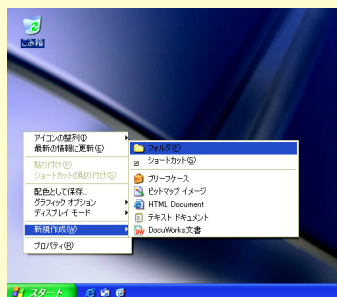 ごみ箱
アイコンの整列(I)
最新の情報に更新(E)
貼り付け(P)
ショートカットの貼り付け(S)
配色として保存...
グラフィック オプション
ディスプレイ モード
新規作成(W)
プロパティ(R)
フォルダ(F)
ショートカット(S)
ブリーフケース
ビットマップ イメージ
HTML Document
テキスト ドキュメント
DocuWorks文書
スタート